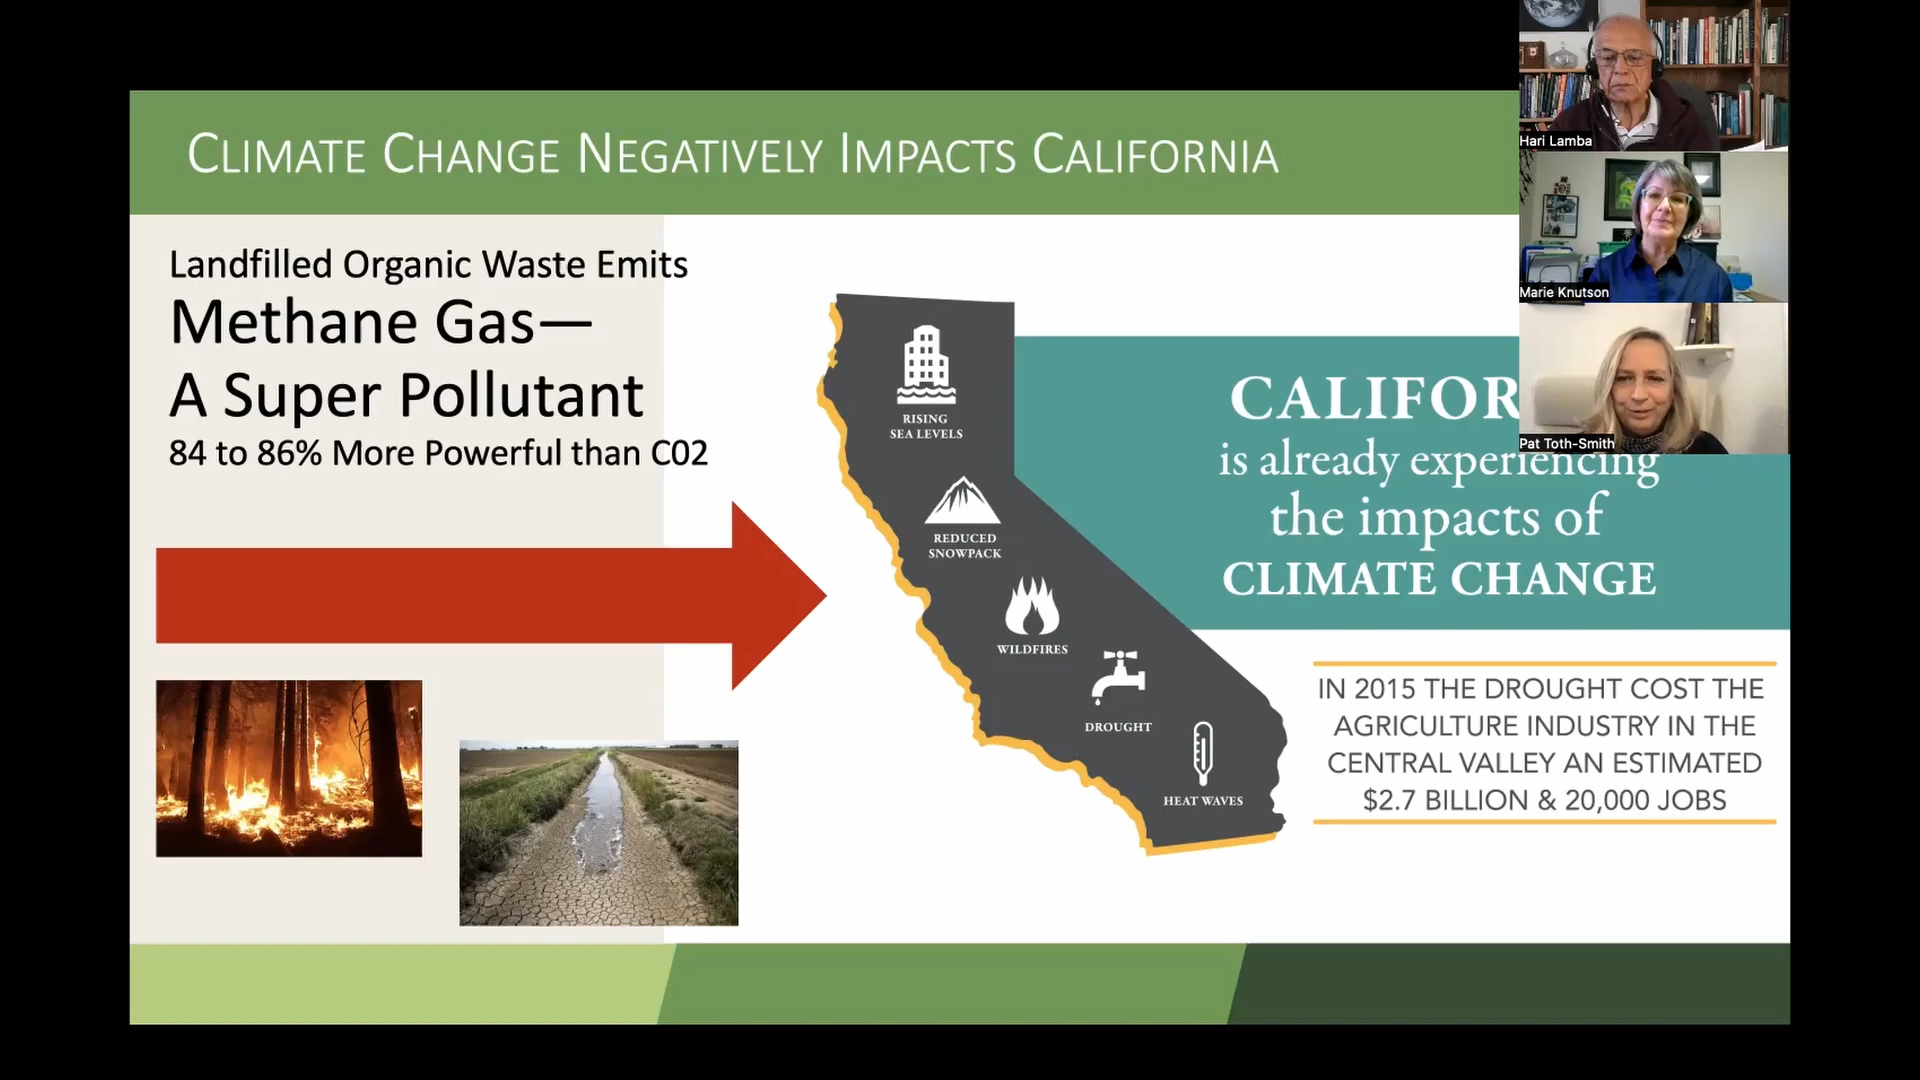 CLIMATE CHANGE NEGATIVELY IMPACTS CALIFORNIA
Landfilled Organic Waste Emits
Methane Gas—
A Super Pollutant
84 to 86% More Powerful than C02
RISING
SEA LEVELS
REDUCED
SNOWPACK
WILDFIRES
DROUGHT
HEAT WAVES
CALIFOR
is already experiencing
the impacts of
CLIMATE CHANGE
IN 2015 THE DROUGHT COST THE
AGRICULTURE INDUSTRY IN THE
CENTRAL VALLEY AN ESTIMATED
$2.7 BILLION & 20,000 JOBS
Hari Lamba
Marie Knutson
Pat Toth-Smith